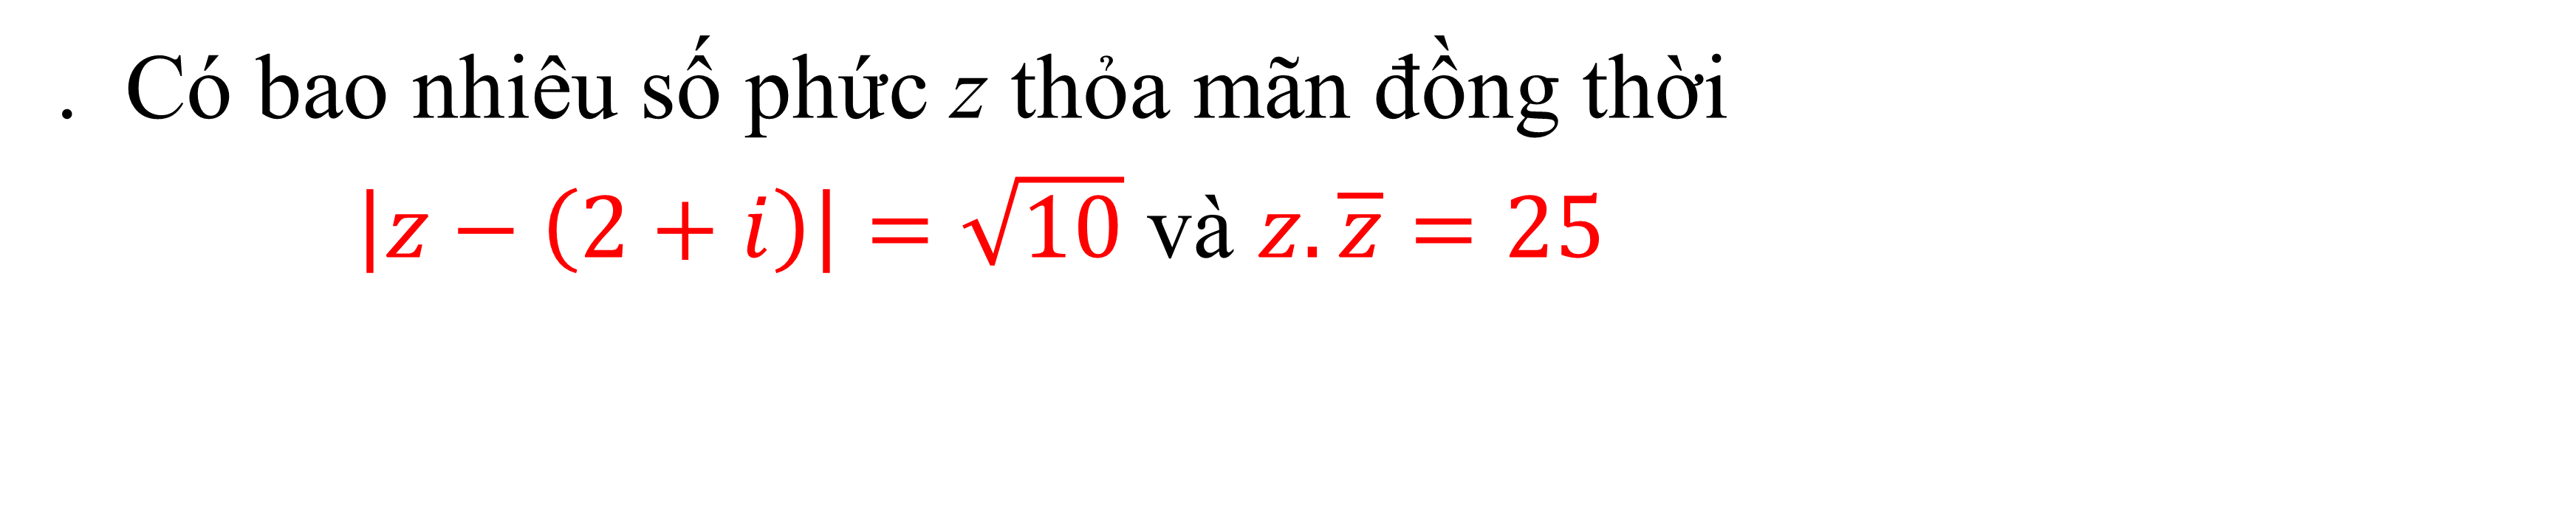 . Có bao nhiêu số phức z thỏa mãn đồng thời
|z − (2 + i)| = √10 và z. z̅ = 25